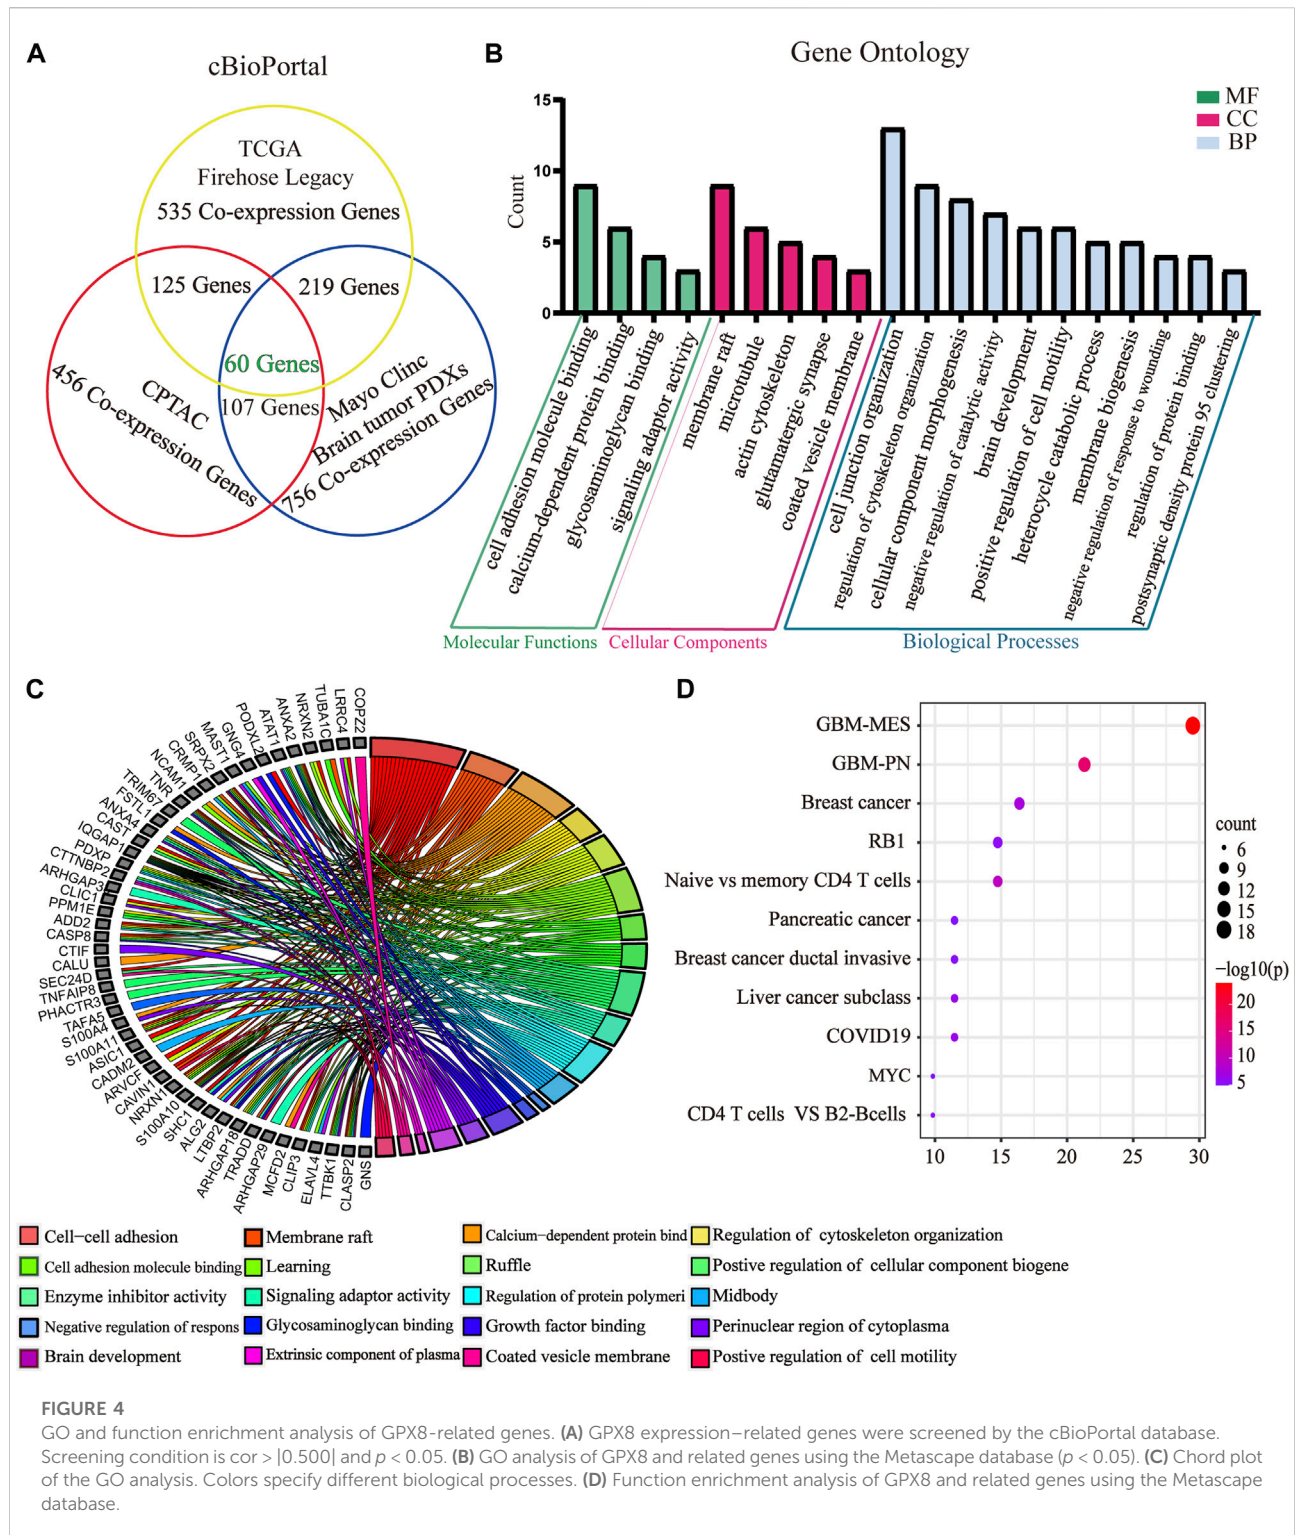 A
cBioPortal
TCGA
Firehose Legacy
535 Co-expression Genes
125 Genes
219 Genes
60 Genes
107 Genes
CPTAC
456 Co-expression Genes
Mayo Clinc
Brain tumor PDXs
756 Co-expression Genes
B
Gene Ontology
MF
CC
BP
Count
15
10
5
0
cell adhesion molecule binding
calcium-dependent protein binding
glycosaminoglycan binding
signaling adaptor activity
membrane raft
microtubule
actin cytoskeleton
glutamatergic synapse
coated vesicle membrane
cell junction organization
regulation of cytoskeleton organization
cellular component morphogenesis
negative regulation of catalytic activity
brain development
positive regulation of cell motility
heterocycle catabolic process
membrane biogenesis
negative regulation of response to wounding
regulation of protein binding
postsynaptic density protein 95 clustering
Molecular Functions
Cellular Components
Biological Processes
C
COPZ2
LRRC4
TUBA1C
NRXN2
ANXA2
ATAT1
PODXL2
GNG4
MAST1
SRPX2
CRMP1
NCAM1
TNR
TRIM67
FSTL1
ANXA4
CAST
IQGAP1
PDXP
CTTNBP2
ARHGAP3
CLIC1
PPM1E
ADD2
CASP8
CTIF
CALU
SEC24D
TNFAIP8
PHACTR3
TAFA5
S100A4
S100A11
ASIC1
CADM2
ARVCF
CAVIN1
NRXN1
S100A10
SHC1
ALG2
LTBP2
ARHGAP18
TRADD
ARHGAP29
MCFD2
CLIP3
ELAVL4
TTBK1
CLASP2
GNS
D
GBM-MES
GBM-PN
Breast cancer
RB1
Naive vs memory CD4 T cells
Pancreatic cancer
Breast cancer ductal invasive
Liver cancer subclass
COVID19
MYC
CD4 T cells VS B2-Bcells
10
15
20
25
30
count
6
9
12
15
18
−log10(p)
20
15
10
5
Cell−cell adhesion
Membrane raft
Calcium−dependent protein bind
Regulation of cytoskeleton organization
Cell adhesion molecule binding
Learning
Ruffle
Postive regulation of cellular component biogene
Enzyme inhibitor activity
Signaling adaptor activity
Regulation of protein polymeri
Midbody
Negative regulation of respons
Glycosaminoglycan binding
Growth factor binding
Perinuclear region of cytoplasma
Brain development
Extrinsic component of plasma
Coated vesicle membrane
Postive regulation of cell motility
FIGURE 4
GO and function enrichment analysis of GPX8-related genes. (A) GPX8 expression–related genes were screened by the cBioPortal database.
Screening condition is cor > |0.500| and p < 0.05. (B) GO analysis of GPX8 and related genes using the Metascape database (p < 0.05). (C) Chord plot
of the GO analysis. Colors specify different biological processes. (D) Function enrichment analysis of GPX8 and related genes using the Metascape
database.